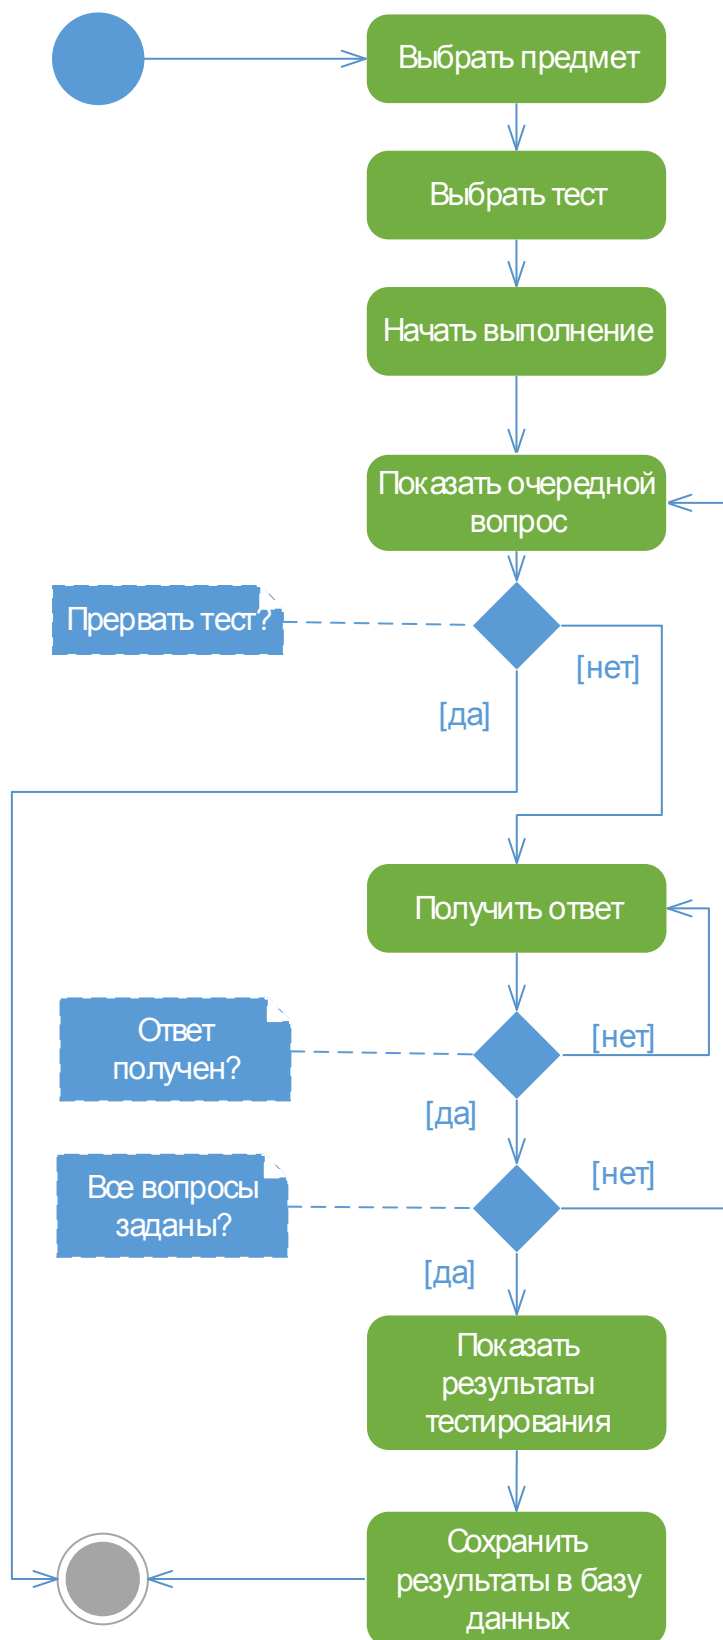 Выбрать предмет
Выбрать тест
Начать выполнение
Показать очередной
вопрос
Прервать тест?
[нет]
[да]
Получить ответ
Ответ
получен?
[нет]
[да]
Все вопросы
заданы?
[нет]
[да]
Показать
результаты
тестирования
Сохранить
результаты в базу
данных